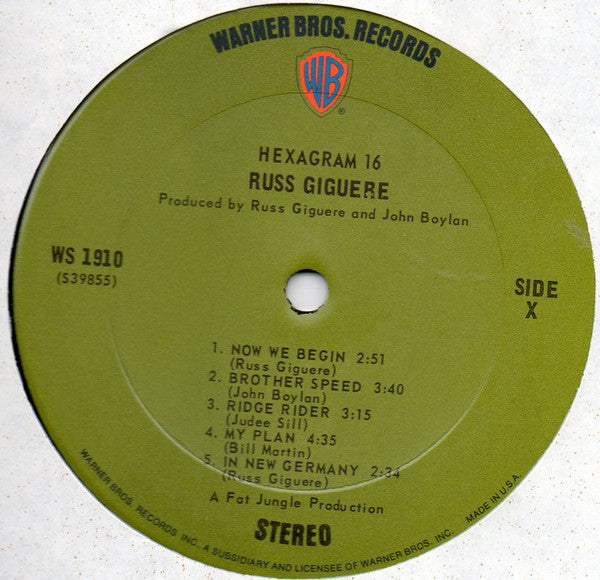 WARNER BROS. RECORDS
WB
®
HEXAGRAM 16
RUSS GIGUERE
Produced by Russ Giguere and John Boylan
WS 1910
(S39855)
SIDE
X
1. NOW WE BEGIN 2:51
(Russ Giguere)
2. BROTHER SPEED 3:40
(John Boylan)
3. RIDGE RIDER 3:15
(Judee Sill)
4. MY PLAN 4:35
(Bill Martin)
5. IN NEW GERMANY 2:34
(Russ Giguere)
A Fat Jungle Production
STEREO
WARNER BROS. RECORDS INC. A SUBSIDIARY AND LICENSEE OF WARNER BROS. INC. MADE IN U.S.A.